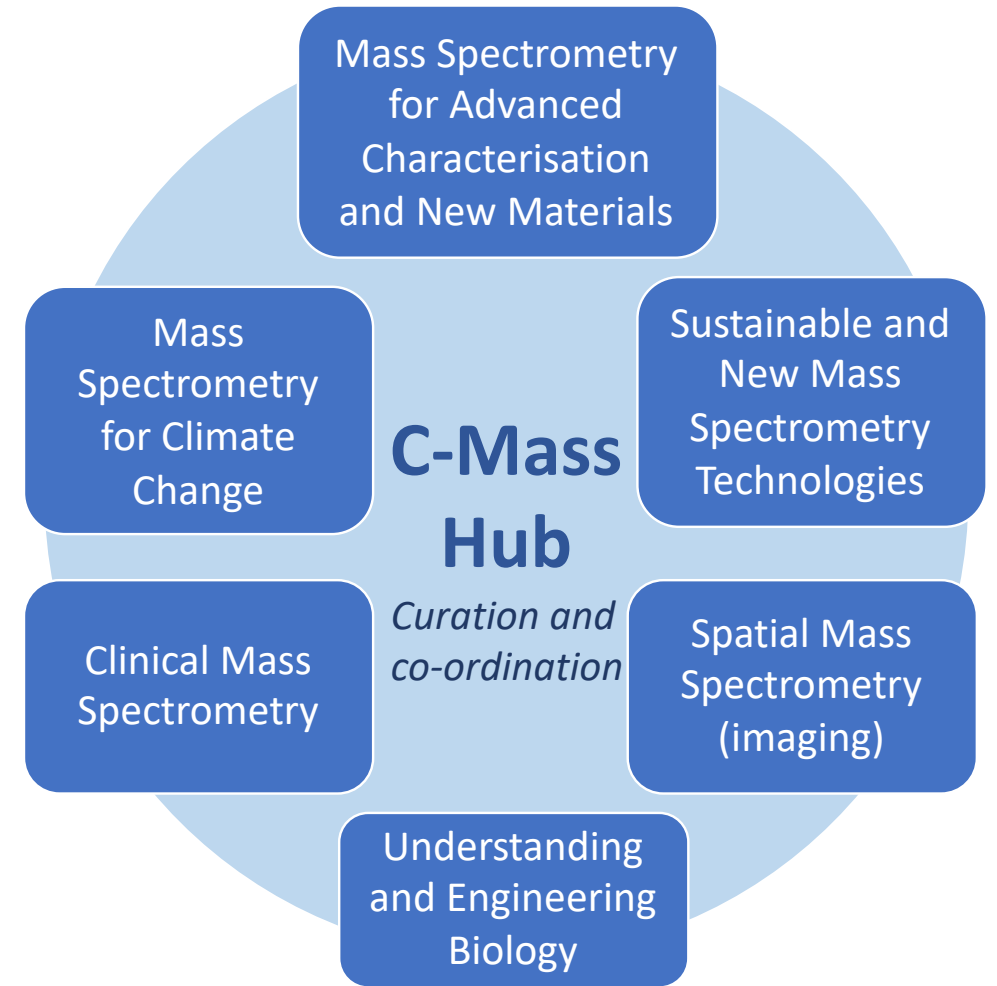 Mass Spectrometry
for Advanced
Characterisation
and New Materials
Sustainable and
New Mass
Spectrometry
Technologies
Spatial Mass
Spectrometry
(imaging)
Understanding
and Engineering
Biology
Clinical Mass
Spectrometry
Mass
Spectrometry
for Climate
Change
C-Mass
Hub
Curation and
co-ordination